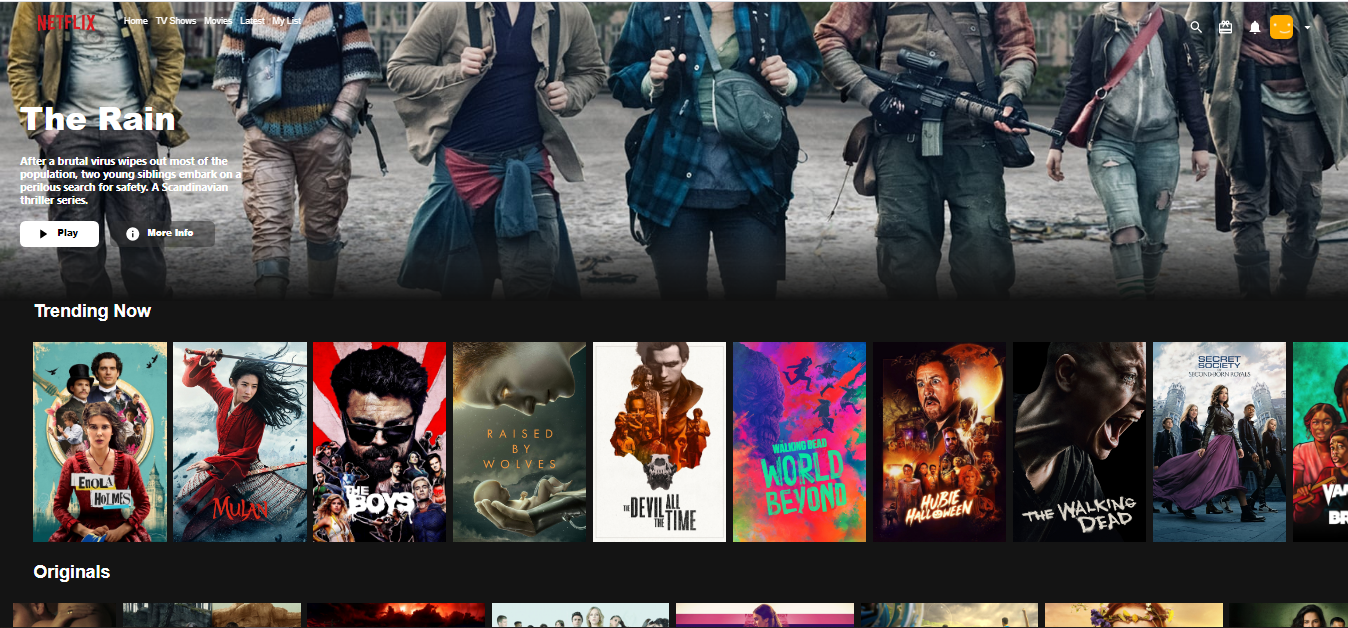 NETFLIX
Home TV Shows Movies Latest My List
The Rain
After a brutal virus wipes out most of the
population, two young siblings embark on a
perilous search for safety. A Scandinavian
thriller series.
Play
More Info
Trending Now
ENOLA
HOLMES
MULAN
THE
BOYS
RAISED
BY
WOLVES
THE DEVIL ALL
THE TIME
THE WALKING DEAD
WORLD
BEYOND
HUBIE
HALLOWEEN
THE WALKING
DEAD
SECRET
SOCIETY
OF
SECOND-BORN ROYALS
VA
BR
Originals